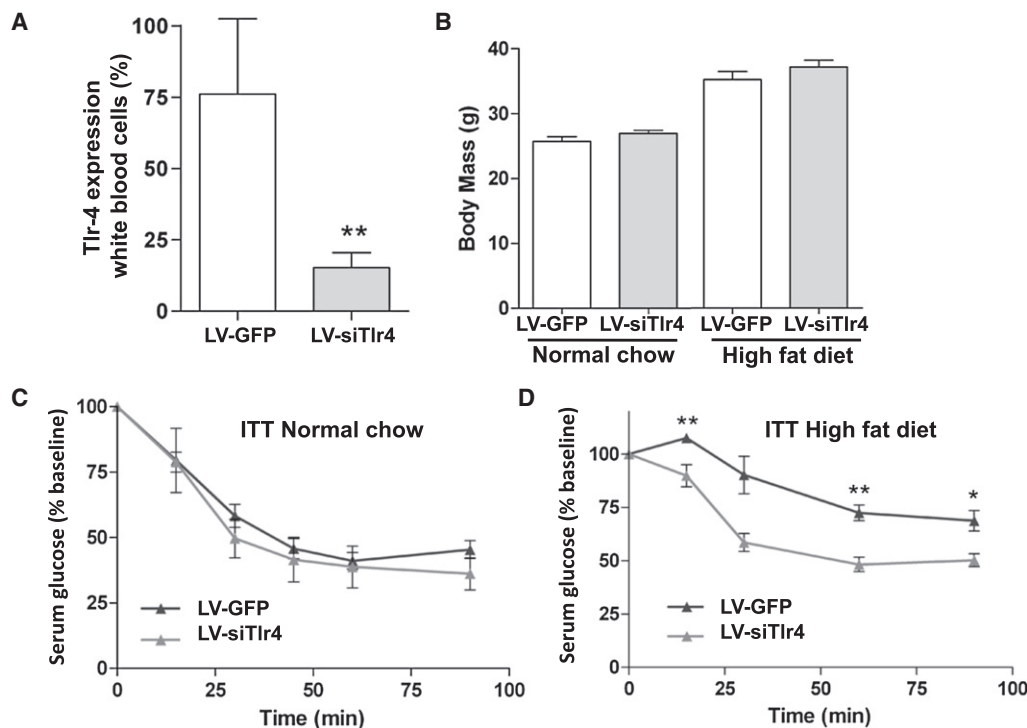 A
Tlr-4 expression
white blood cells (%)
100
75
50
25
0
**
LV-GFP
LV-siTlr4
B
Body Mass (g)
40
30
20
10
0
LV-GFP
LV-siTlr4
LV-GFP
LV-siTlr4
Normal chow
High fat diet
C
ITT Normal chow
Serum glucose (% baseline)
100
75
50
25
0
LV-GFP
LV-siTlr4
0
25
50
75
100
Time (min)
D
ITT High fat diet
Serum glucose (% baseline)
100
75
50
25
0
**
**
*
LV-GFP
LV-siTlr4
0
25
50
75
100
Time (min)